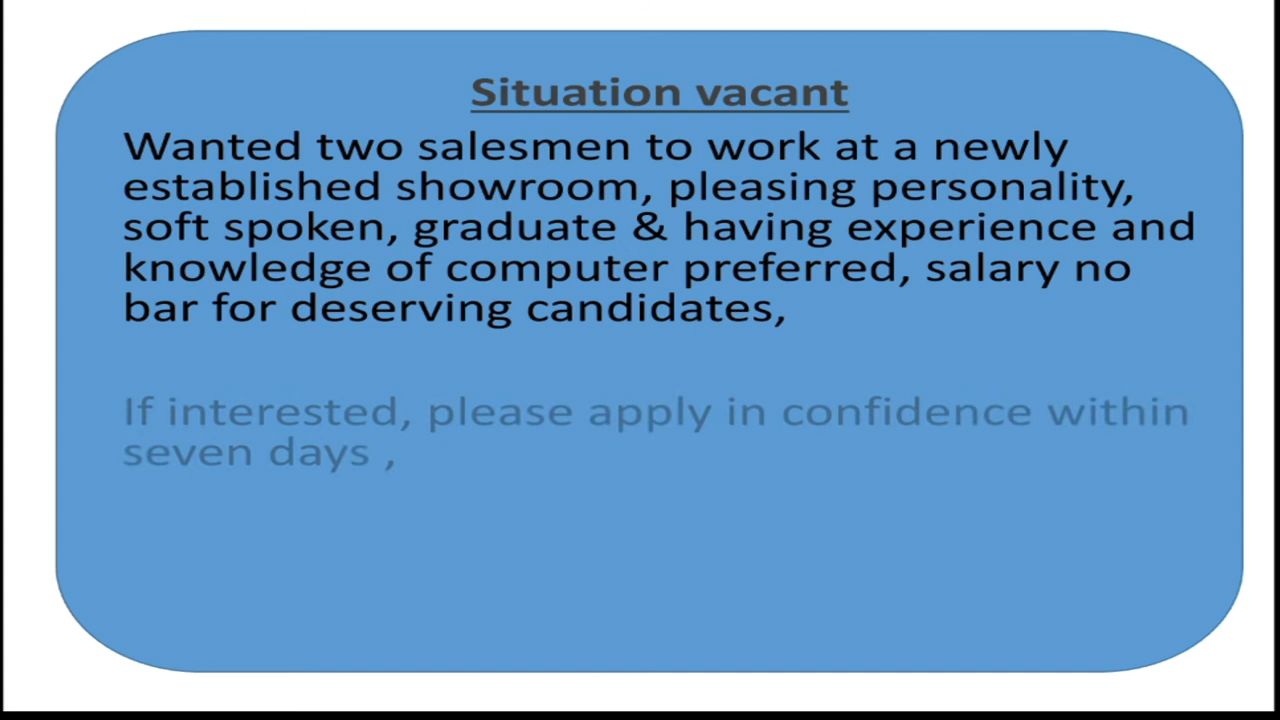 Situation vacant
Wanted two salesmen to work at a newly
established showroom, pleasing personality,
soft spoken, graduate & having experience and
knowledge of computer preferred, salary no
bar for deserving candidates,
If interested, please apply in confidence within
seven days ,